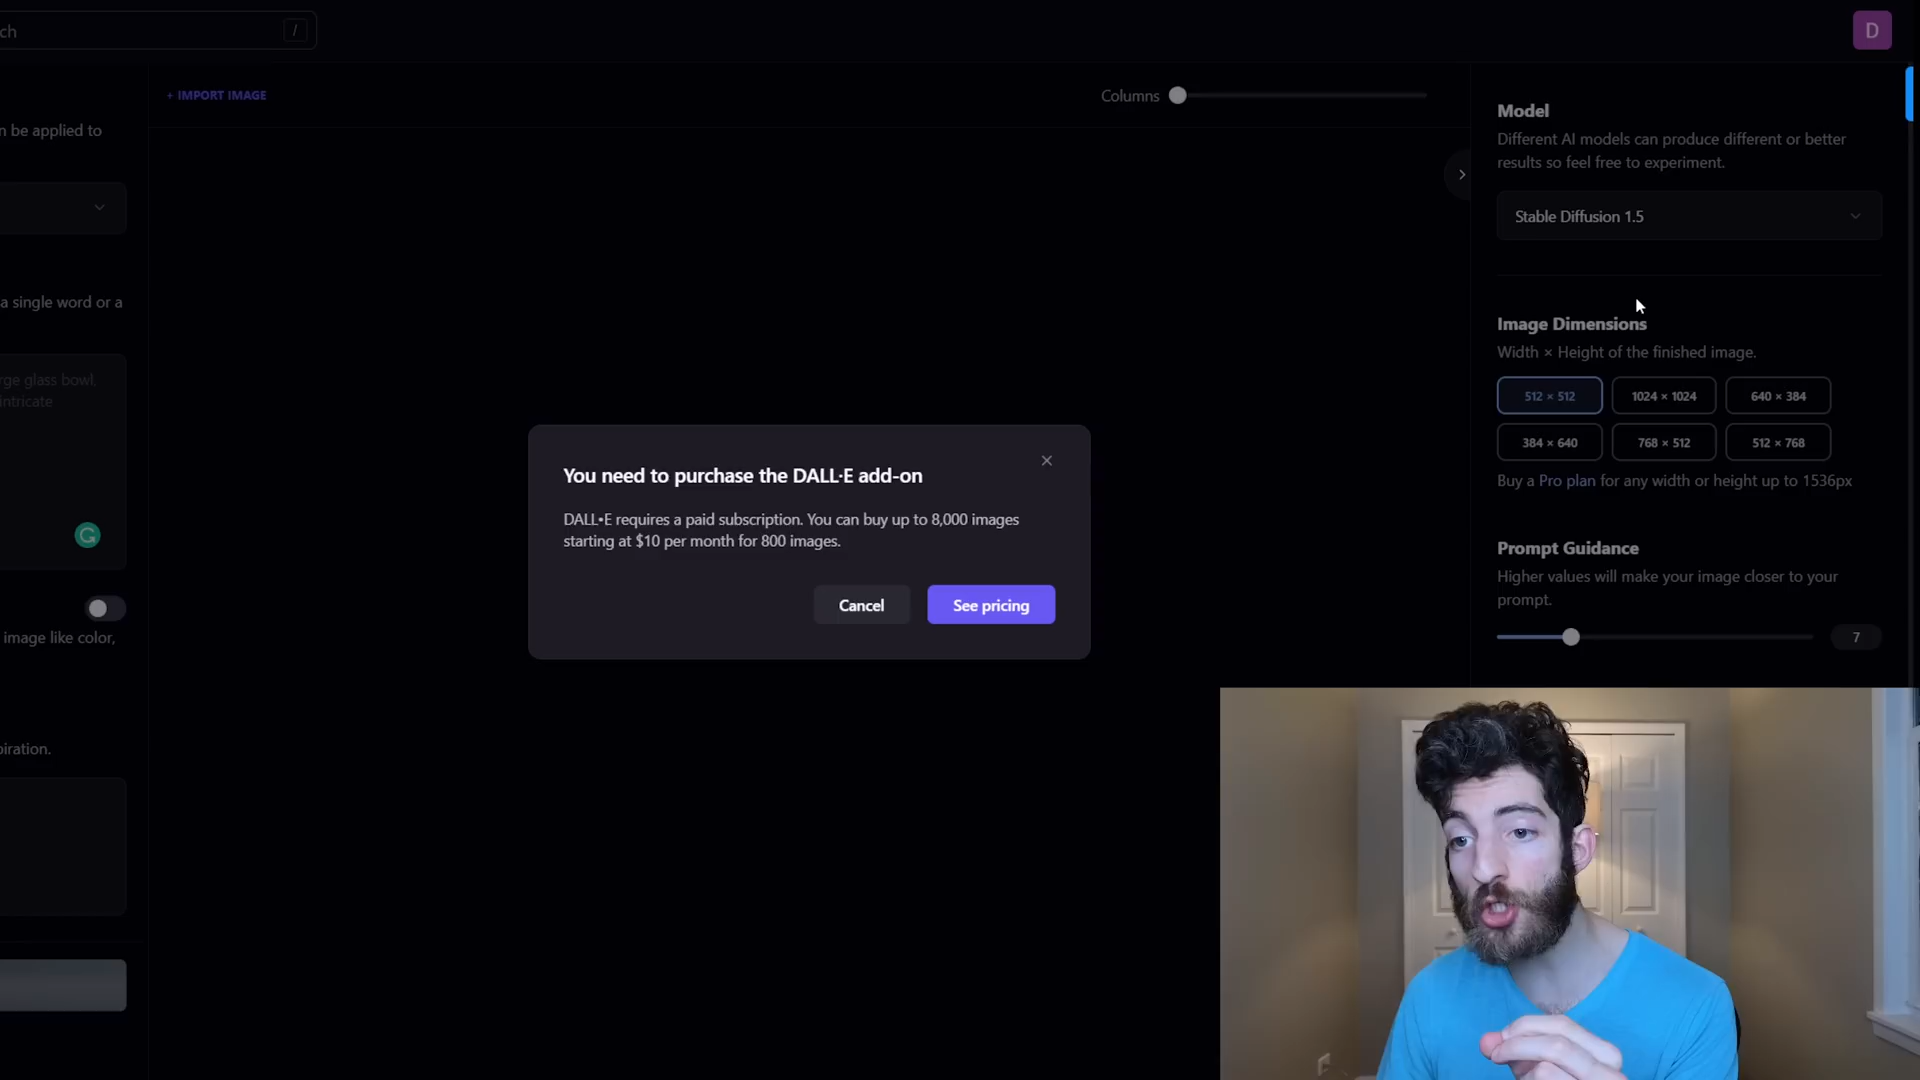 ch
/
D
n be applied to
a single word or a
rge glass bowl,
intricate
image like color,
piration.
+ IMPORT IMAGE
Columns
You need to purchase the DALL·E add-on
DALL•E requires a paid subscription. You can buy up to 8,000 images
starting at $10 per month for 800 images.
Cancel
See pricing
Model
Different AI models can produce different or better
results so feel free to experiment.
Stable Diffusion 1.5
Image Dimensions
Width × Height of the finished image.
512 × 512
1024 × 1024
640 × 384
384 × 640
768 × 512
512 × 768
Buy a Pro plan for any width or height up to 1536px
Prompt Guidance
Higher values will make your image closer to your
prompt.
7